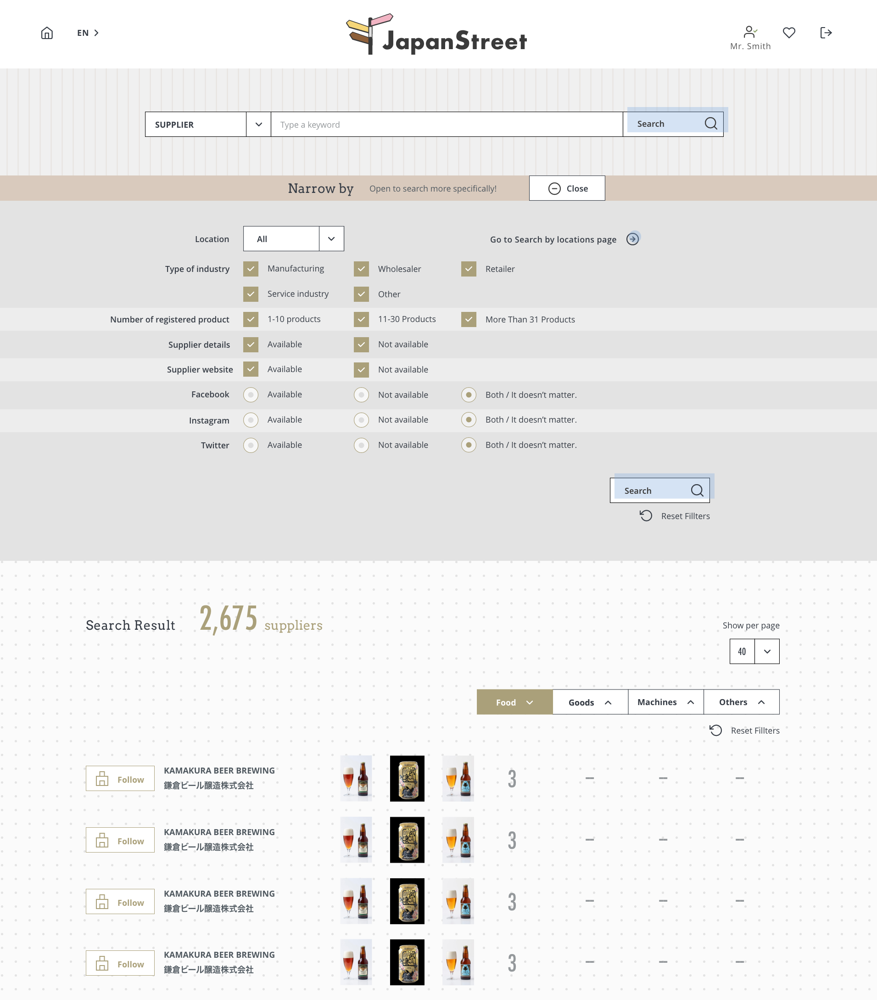 EN
JapanStreet
Mr. Smith
SUPPLIER
Type a keyword
Search
Narrow by
Open to search more specifically!
Close
Location
All
Go to Search by locations page
Type of industry
Manufacturing
Wholesaler
Retailer
Service industry
Other
Number of registered product
1-10 products
11-30 Products
More Than 31 Products
Supplier details
Available
Not available
Supplier website
Available
Not available
Facebook
Available
Not available
Both / It doesn’t matter.
Instagram
Available
Not available
Both / It doesn’t matter.
Twitter
Available
Not available
Both / It doesn’t matter.
Search
Reset Fillters
Search Result
2,675 suppliers
Show per page
40
Food
Goods
Machines
Others
Reset Fillters
Follow
KAMAKURA BEER BREWING
鎌倉ビール醸造株式会社
3
–
–
–
Follow
KAMAKURA BEER BREWING
鎌倉ビール醸造株式会社
3
–
–
–
Follow
KAMAKURA BEER BREWING
鎌倉ビール醸造株式会社
3
–
–
–
Follow
KAMAKURA BEER BREWING
鎌倉ビール醸造株式会社
3
–
–
–